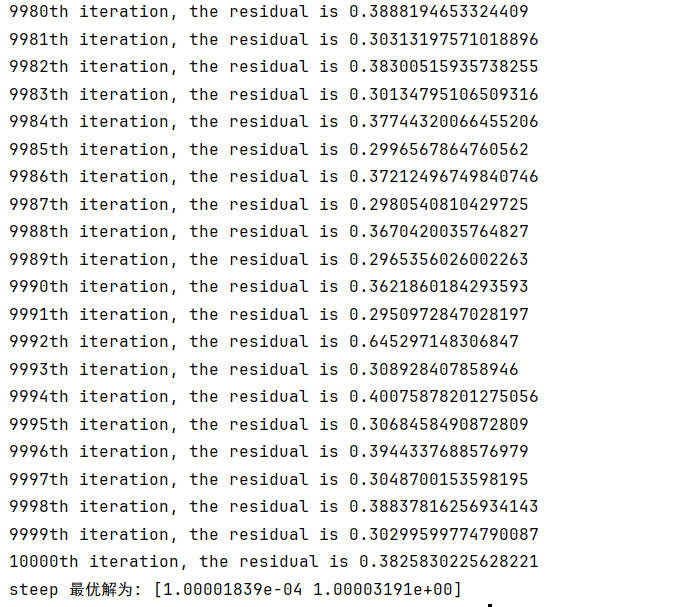 9980th iteration, the residual is 0.3888194653324409
9981th iteration, the residual is 0.30313197571018896
9982th iteration, the residual is 0.38300515935738255
9983th iteration, the residual is 0.30134795106509316
9984th iteration, the residual is 0.37744320066455206
9985th iteration, the residual is 0.2996567864760562
9986th iteration, the residual is 0.37212496749840746
9987th iteration, the residual is 0.2980540810429725
9988th iteration, the residual is 0.3670420035764827
9989th iteration, the residual is 0.2965356026002263
9990th iteration, the residual is 0.3621860184293593
9991th iteration, the residual is 0.2950972847028197
9992th iteration, the residual is 0.645297148306847
9993th iteration, the residual is 0.308928407858946
9994th iteration, the residual is 0.40075878201275056
9995th iteration, the residual is 0.3068458490872809
9996th iteration, the residual is 0.3944337688576979
9997th iteration, the residual is 0.3048700153598195
9998th iteration, the residual is 0.38837816256934143
9999th iteration, the residual is 0.30299599774790087
10000th iteration, the residual is 0.3825830225628221
steep 最优解为: [1.00001839e-04 1.00003191e+00]